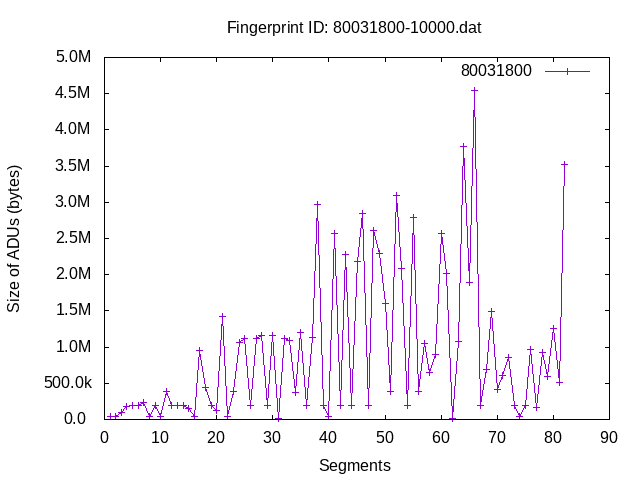 Fingerprint ID: 80031800-10000.dat
80031800
5.0M
4.5M
4.0M
3.5M
3.0M
2.5M
2.0M
1.5M
1.0M
500.0k
0.0
Size of ADUs (bytes)
0 10 20 30 40 50 60 70 80 90
Segments